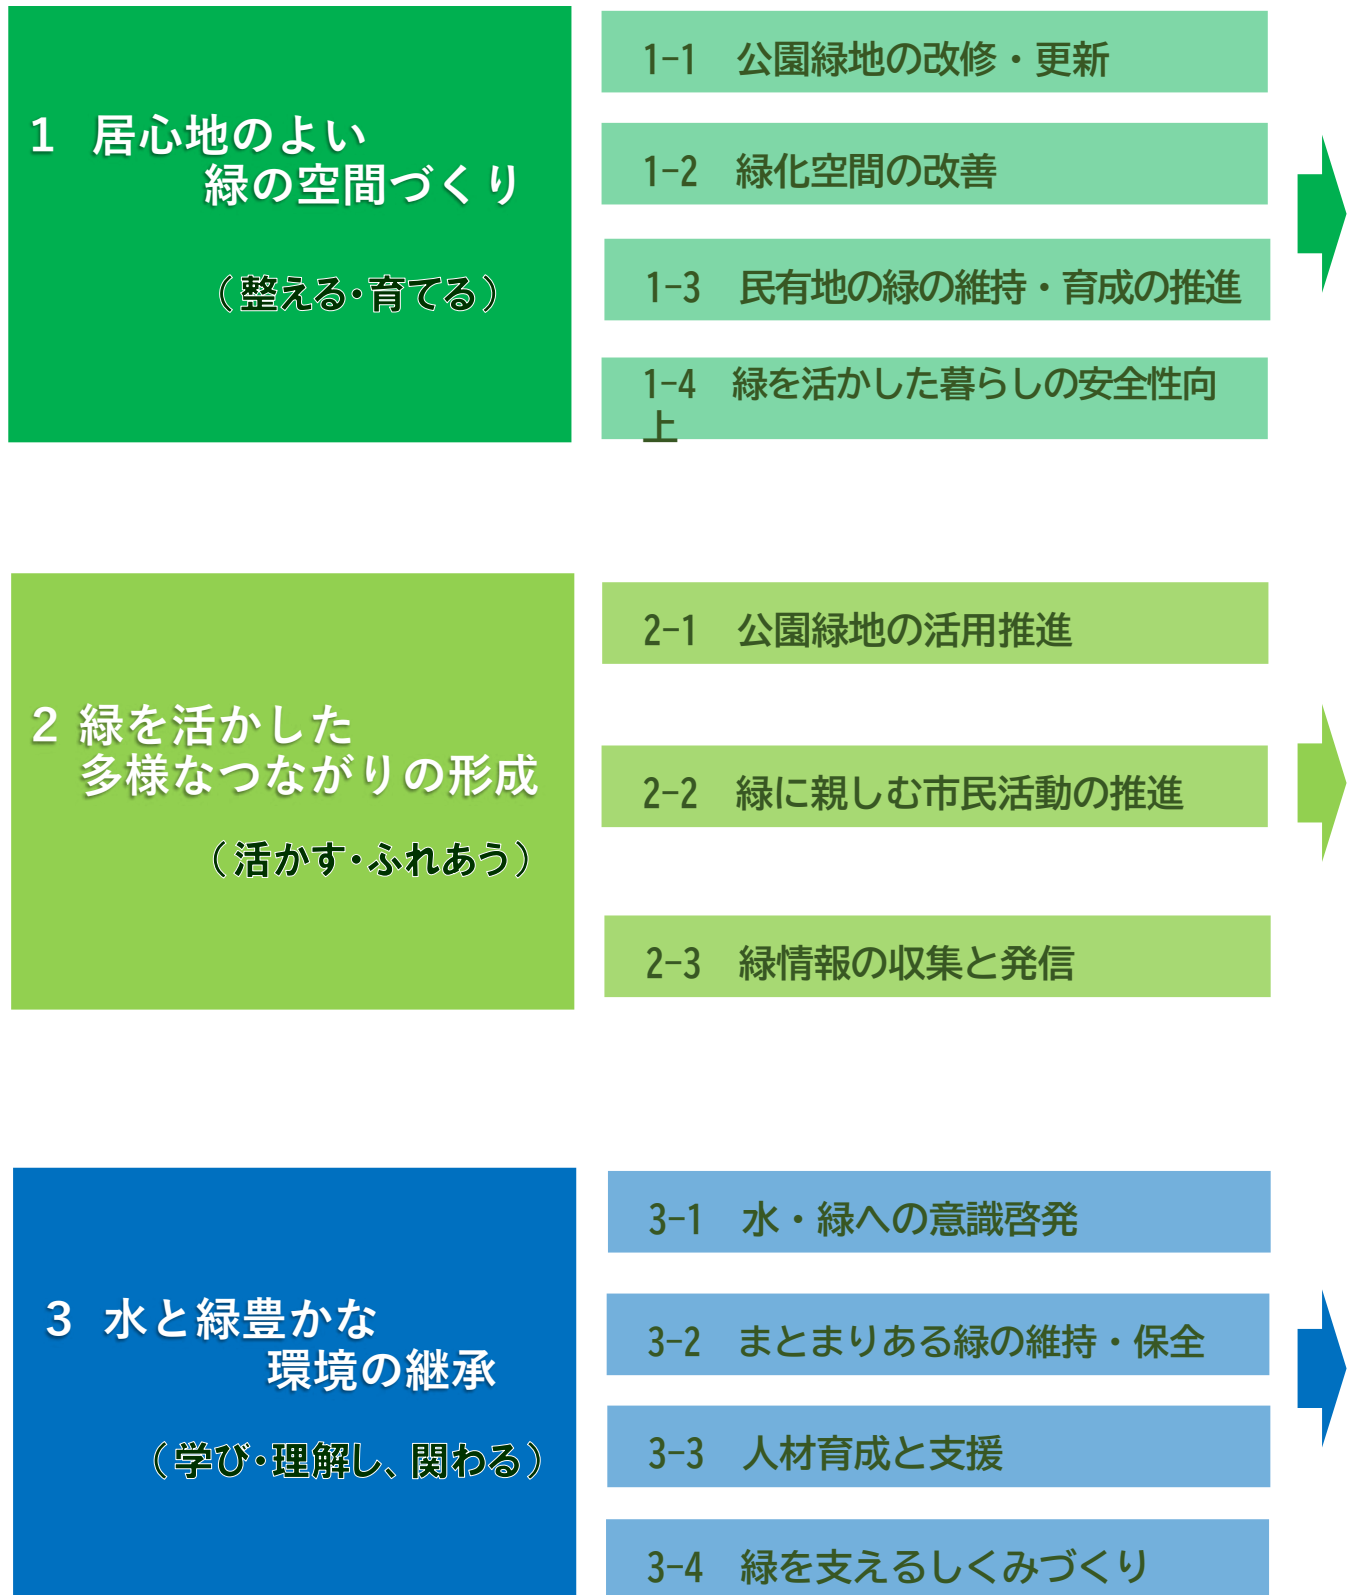 1 居心地のよい
緑の空間づくり
（整える・育てる）
1-1 公園緑地の改修・更新
1-2 緑化空間の改善
1-3 民有地の緑の維持・育成の推進
1-4 緑を活かした暮らしの安全性向
上
2 緑を活かした
多様なつながりの形成
（活かす・ふれあう）
2-1 公園緑地の活用推進
2-2 緑に親しむ市民活動の推進
2-3 緑情報の収集と発信
3 水と緑豊かな
環境の継承
（学び・理解し、関わる）
3-1 水・緑への意識啓発
3-2 まとまりある緑の維持・保全
3-3 人材育成と支援
3-4 緑を支えるしくみづくり